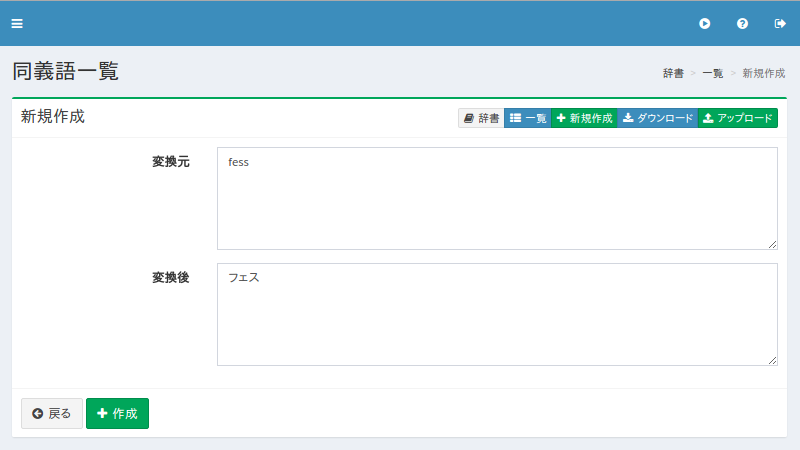 同義語一覧
辞書 > 一覧 > 新規作成
新規作成
辞書 一覧 新規作成 ダウンロード アップロード
変換元 fess
変換後 フェス
戻る 作成